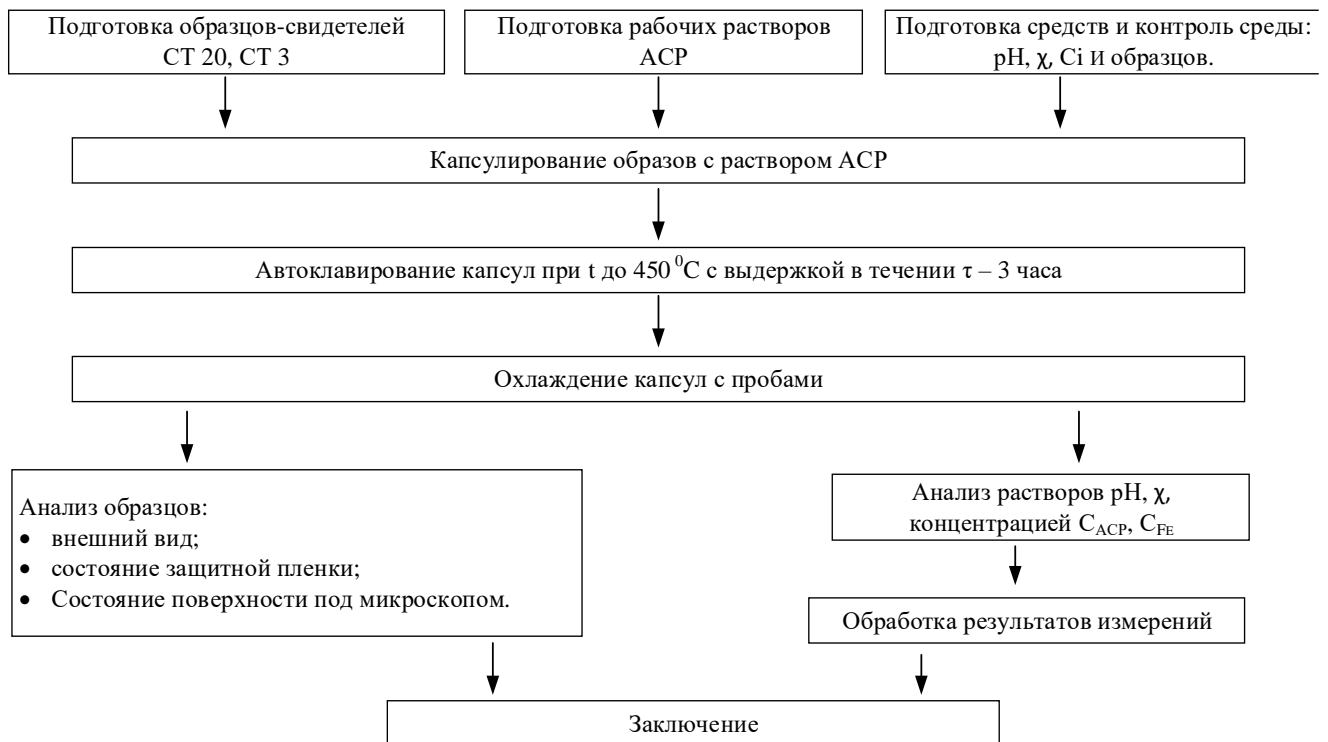 Подготовка образцов-свидетелей
СТ 20, СТ 3
Подготовка рабочих растворов
АСР
Подготовка средств и контроль среды:
pH, χ, Ci И образцов.
Капсулирование образов с раствором АСР
Автоклавирование капсул при t до 450 ⁰С с выдержкой в течении τ – 3 часа
Охлаждение капсул с пробами
Анализ образцов:
• внешний вид;
• состояние защитной пленки;
• Состояние поверхности под микроскопом.
Анализ растворов pH, χ,
концентрацией САСР, СFE
Обработка результатов измерений
Заключение